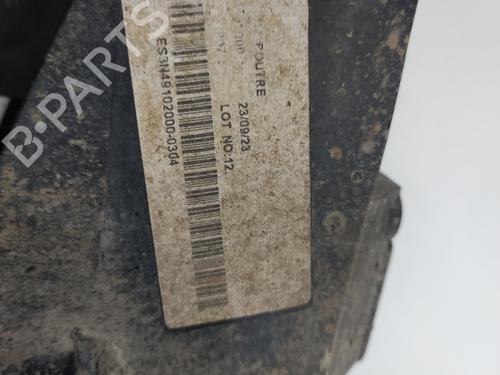 POUTRE
23/09/23
LOT NO:12
ES3N49102000-0304
B-PARTS